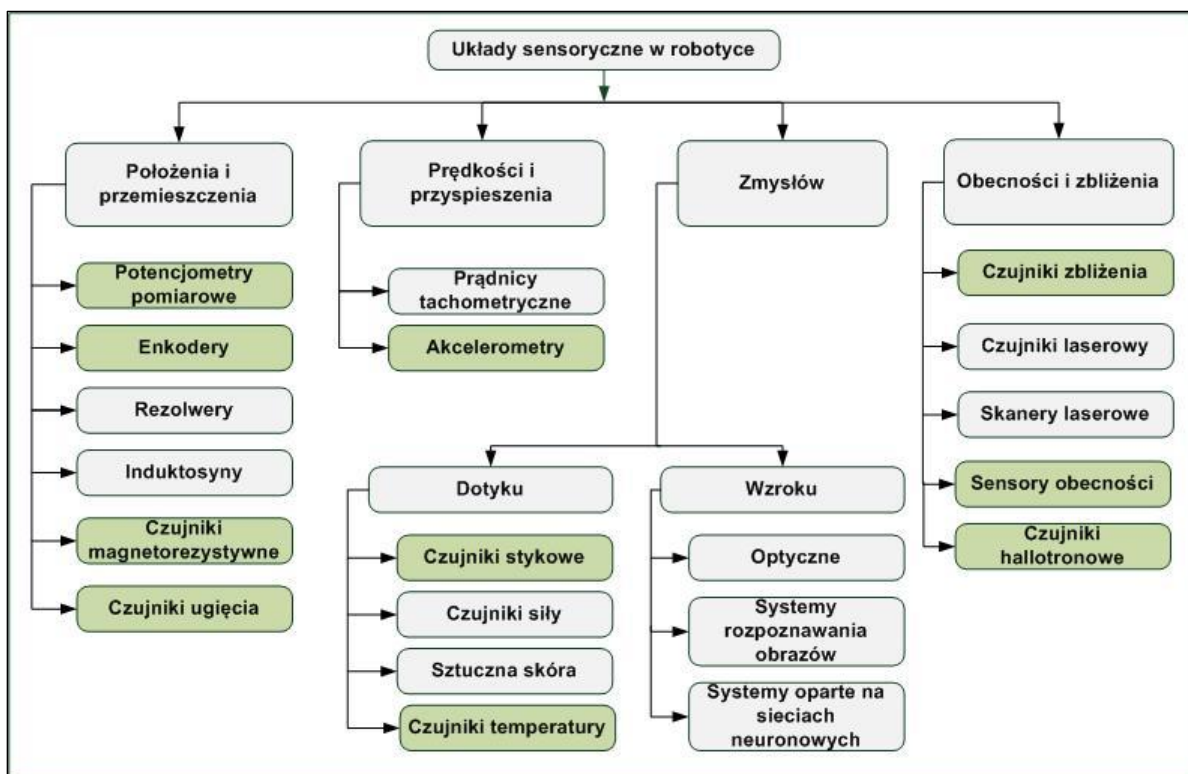 Układy sensoryczne w robotyce
Położenia i
przemieszczenia
Prędkości i
przyspieszenia
Zmysłów
Obecności i zbliżenia
Potencjometry
pomiarowe
Enkodery
Rezolwery
Induktosyny
Czujniki
magnetorezystywne
Czujniki ugięcia
Prądnicy
tachometryczne
Akcelerometry
Dotyku
Czujniki stykowe
Czujniki siły
Sztuczna skóra
Czujniki temperatury
Wzroku
Optyczne
Systemy
rozpoznawania
obrazów
Systemy oparte na
sieciach
neuronowych
Czujniki zbliżenia
Czujniki laserowy
Skanery laserowe
Sensory obecności
Czujniki
hallotronowe